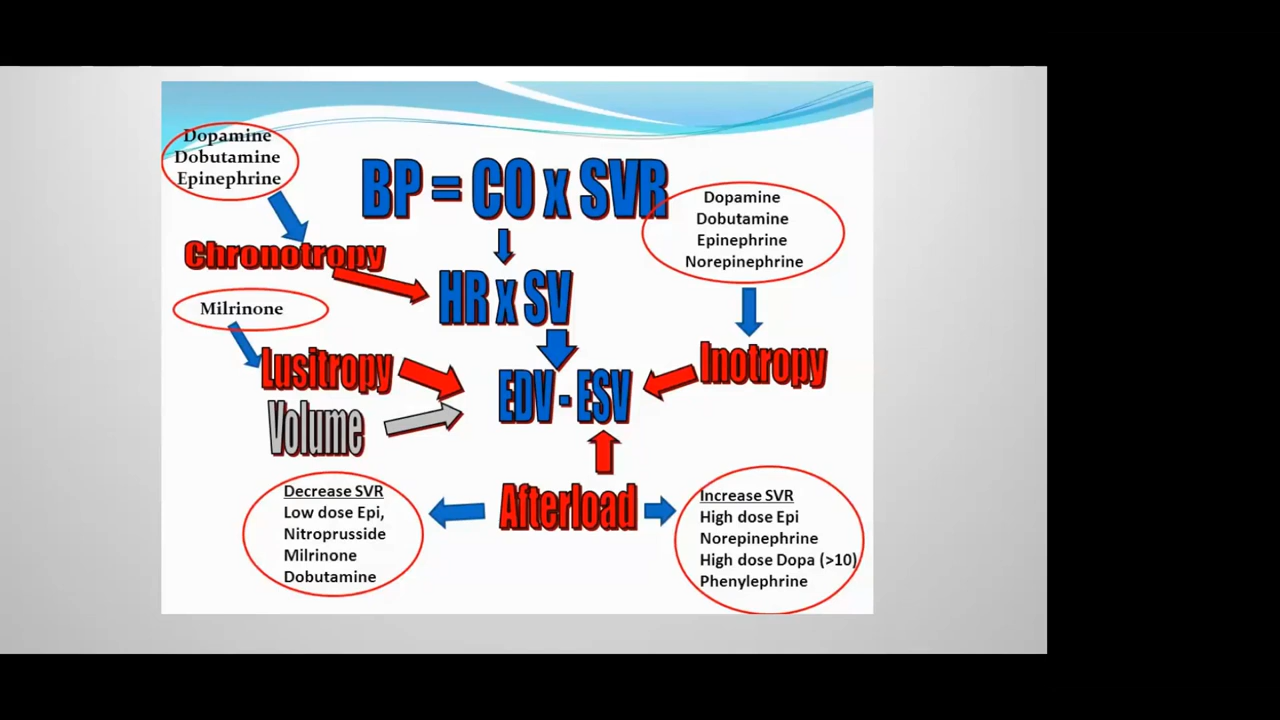 Dopamine
Dobutamine
Epinephrine
BP = CO x SVR
Dopamine
Dobutamine
Epinephrine
Norepinephrine
Chronotropy
HR x SV
Milrinone
Lusitropy
Inotropy
EDV - ESV
Volume
Afterload
Decrease SVR
Low dose Epi,
Nitroprusside
Milrinone
Dobutamine
Increase SVR
High dose Epi
Norepinephrine
High dose Dopa (>10)
Phenylephrine